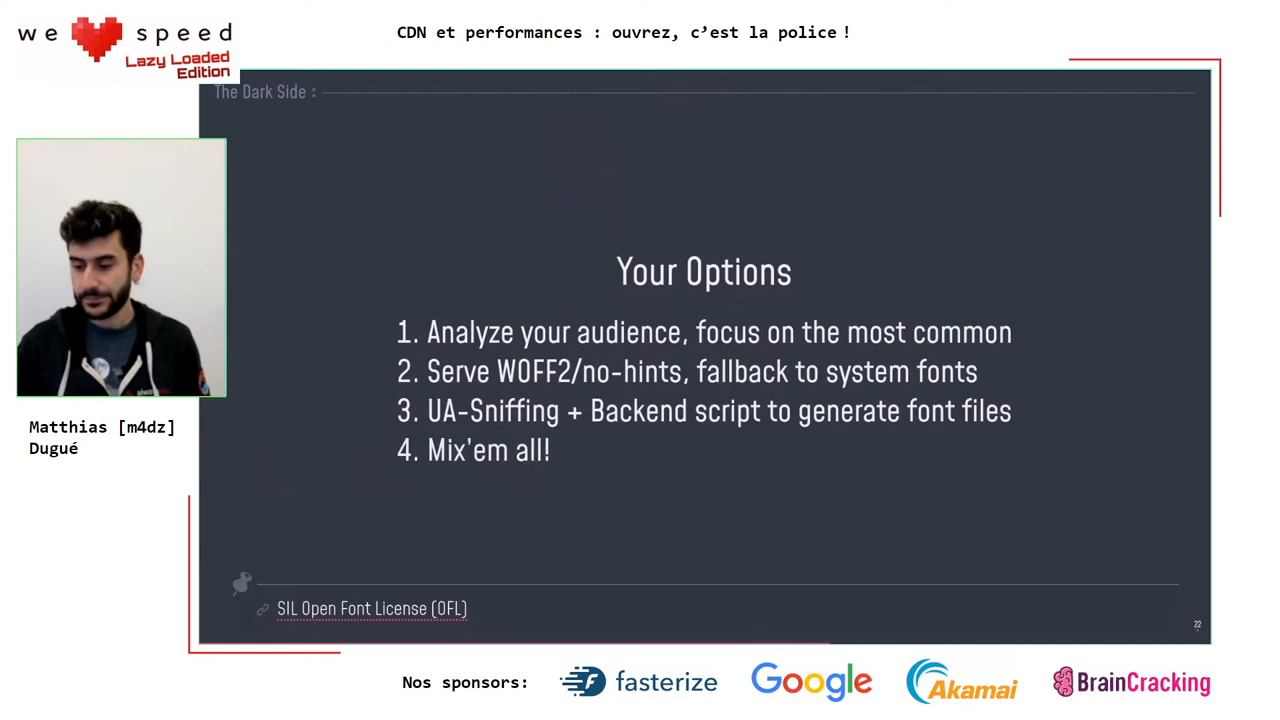 we speed
Lazy Loaded
Edition
CDN et performances : ouvrez, c’est la police !
The Dark Side :
Your Options
1. Analyze your audience, focus on the most common
2. Serve WOFF2/no-hints, fallback to system fonts
3. UA-Sniffing + Backend script to generate font files
4. Mix’em all!
Matthias [m4dz]
Dugué
SIL Open Font License (OFL)
22
Nos sponsors:
fasterize
Google
Akamai
BrainCracking